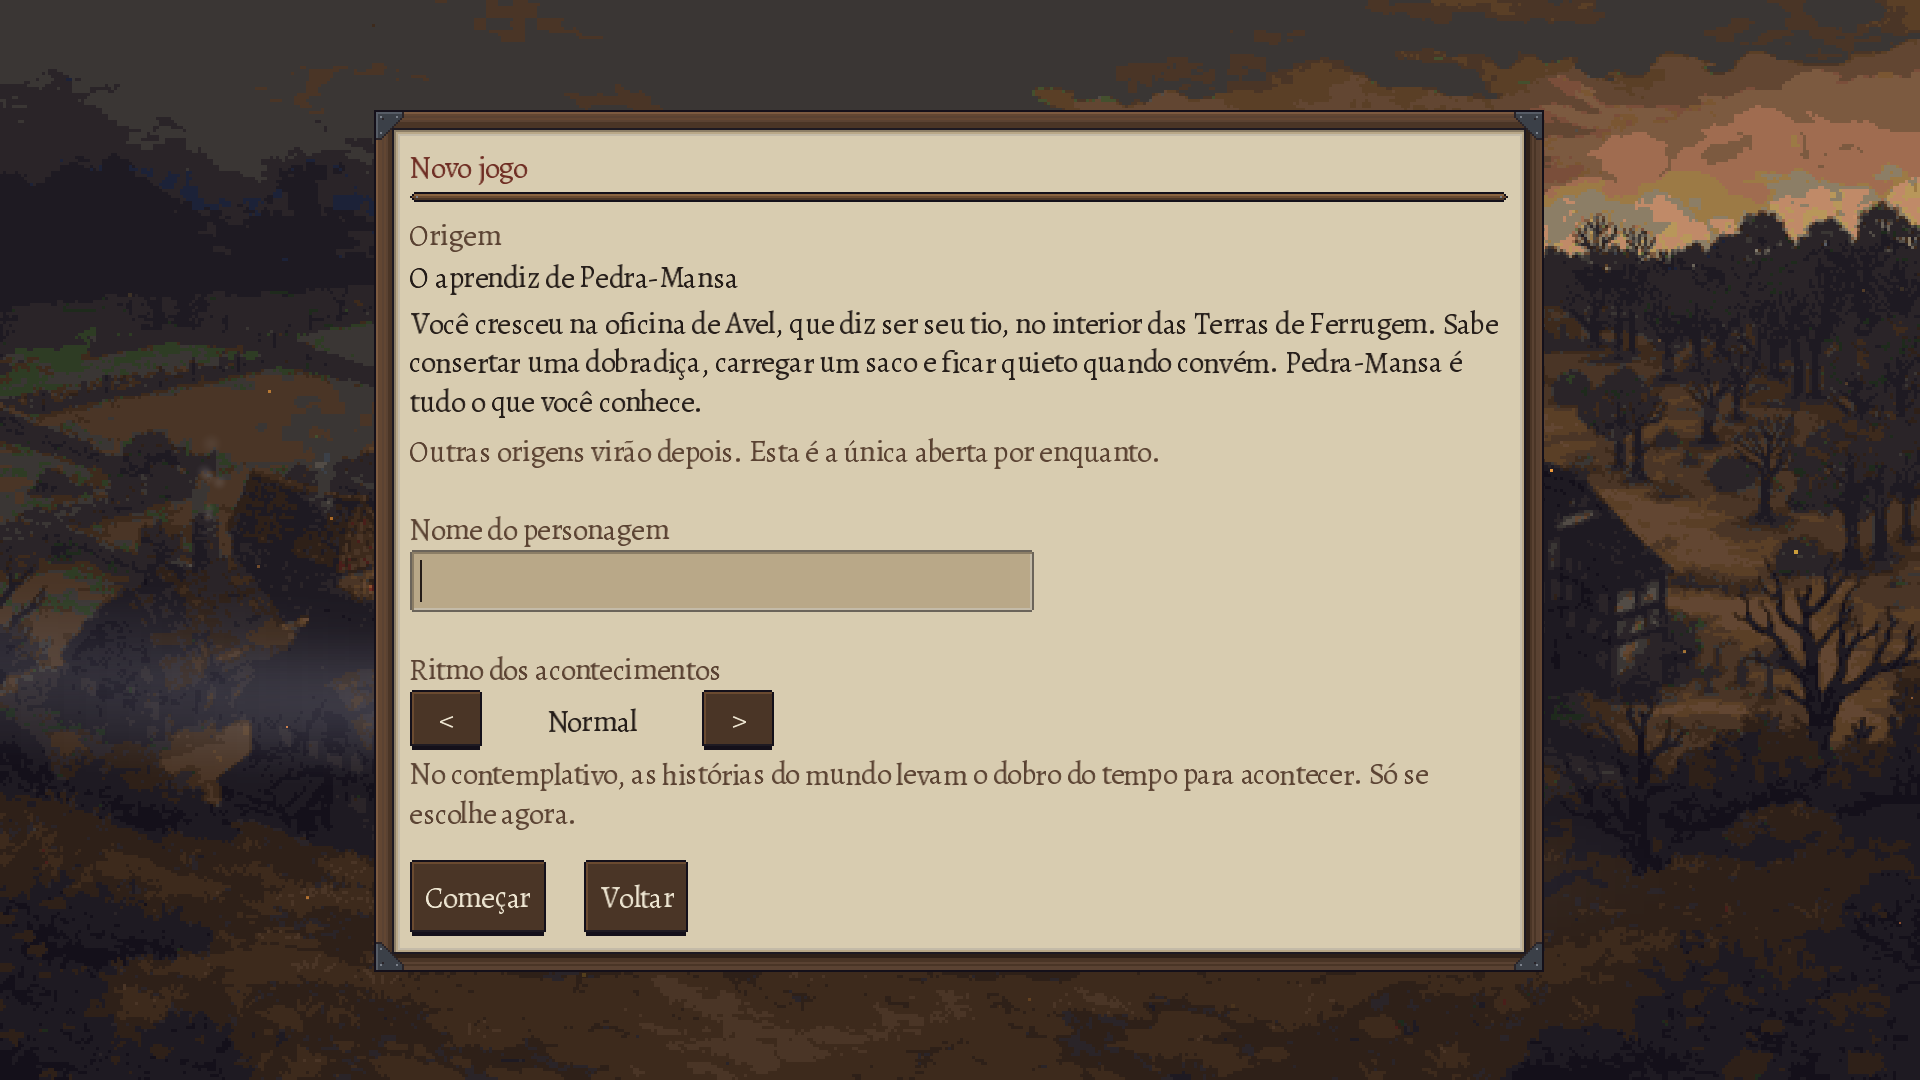 Novo jogo
Origem
O aprendiz de Pedra-Mansa
Você cresceu na oficina de Avel, que diz ser seu tio, no interior das Terras de Ferrugem. Sabe
consertar uma dobradiça, carregar um saco e ficar quieto quando convém. Pedra-Mansa é
tudo o que você conhece.
Outras origens virão depois. Esta é a única aberta por enquanto.
Nome do personagem
Ritmo dos acontecimentos
< Normal >
No contemplativo, as histórias do mundo levam o dobro do tempo para acontecer. Só se
escolhe agora.
Começar Voltar